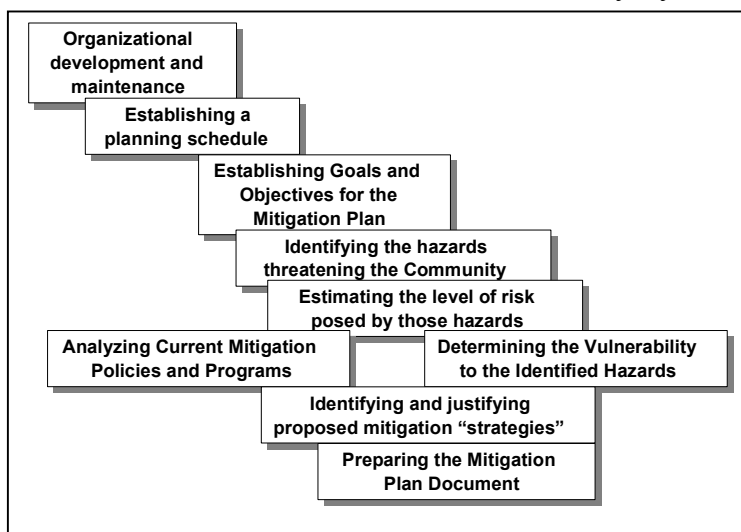 Organizational
development and
maintenance
Establishing a
planning schedule
Establishing Goals and
Objectives for the
Mitigation Plan
Identifying the hazards
threatening the Community
Estimating the level of risk
posed by those hazards
Analyzing Current Mitigation
Policies and Programs
Determining the Vulnerability
to the Identified Hazards
Identifying and justifying
proposed mitigation “strategies”
Preparing the Mitigation
Plan Document